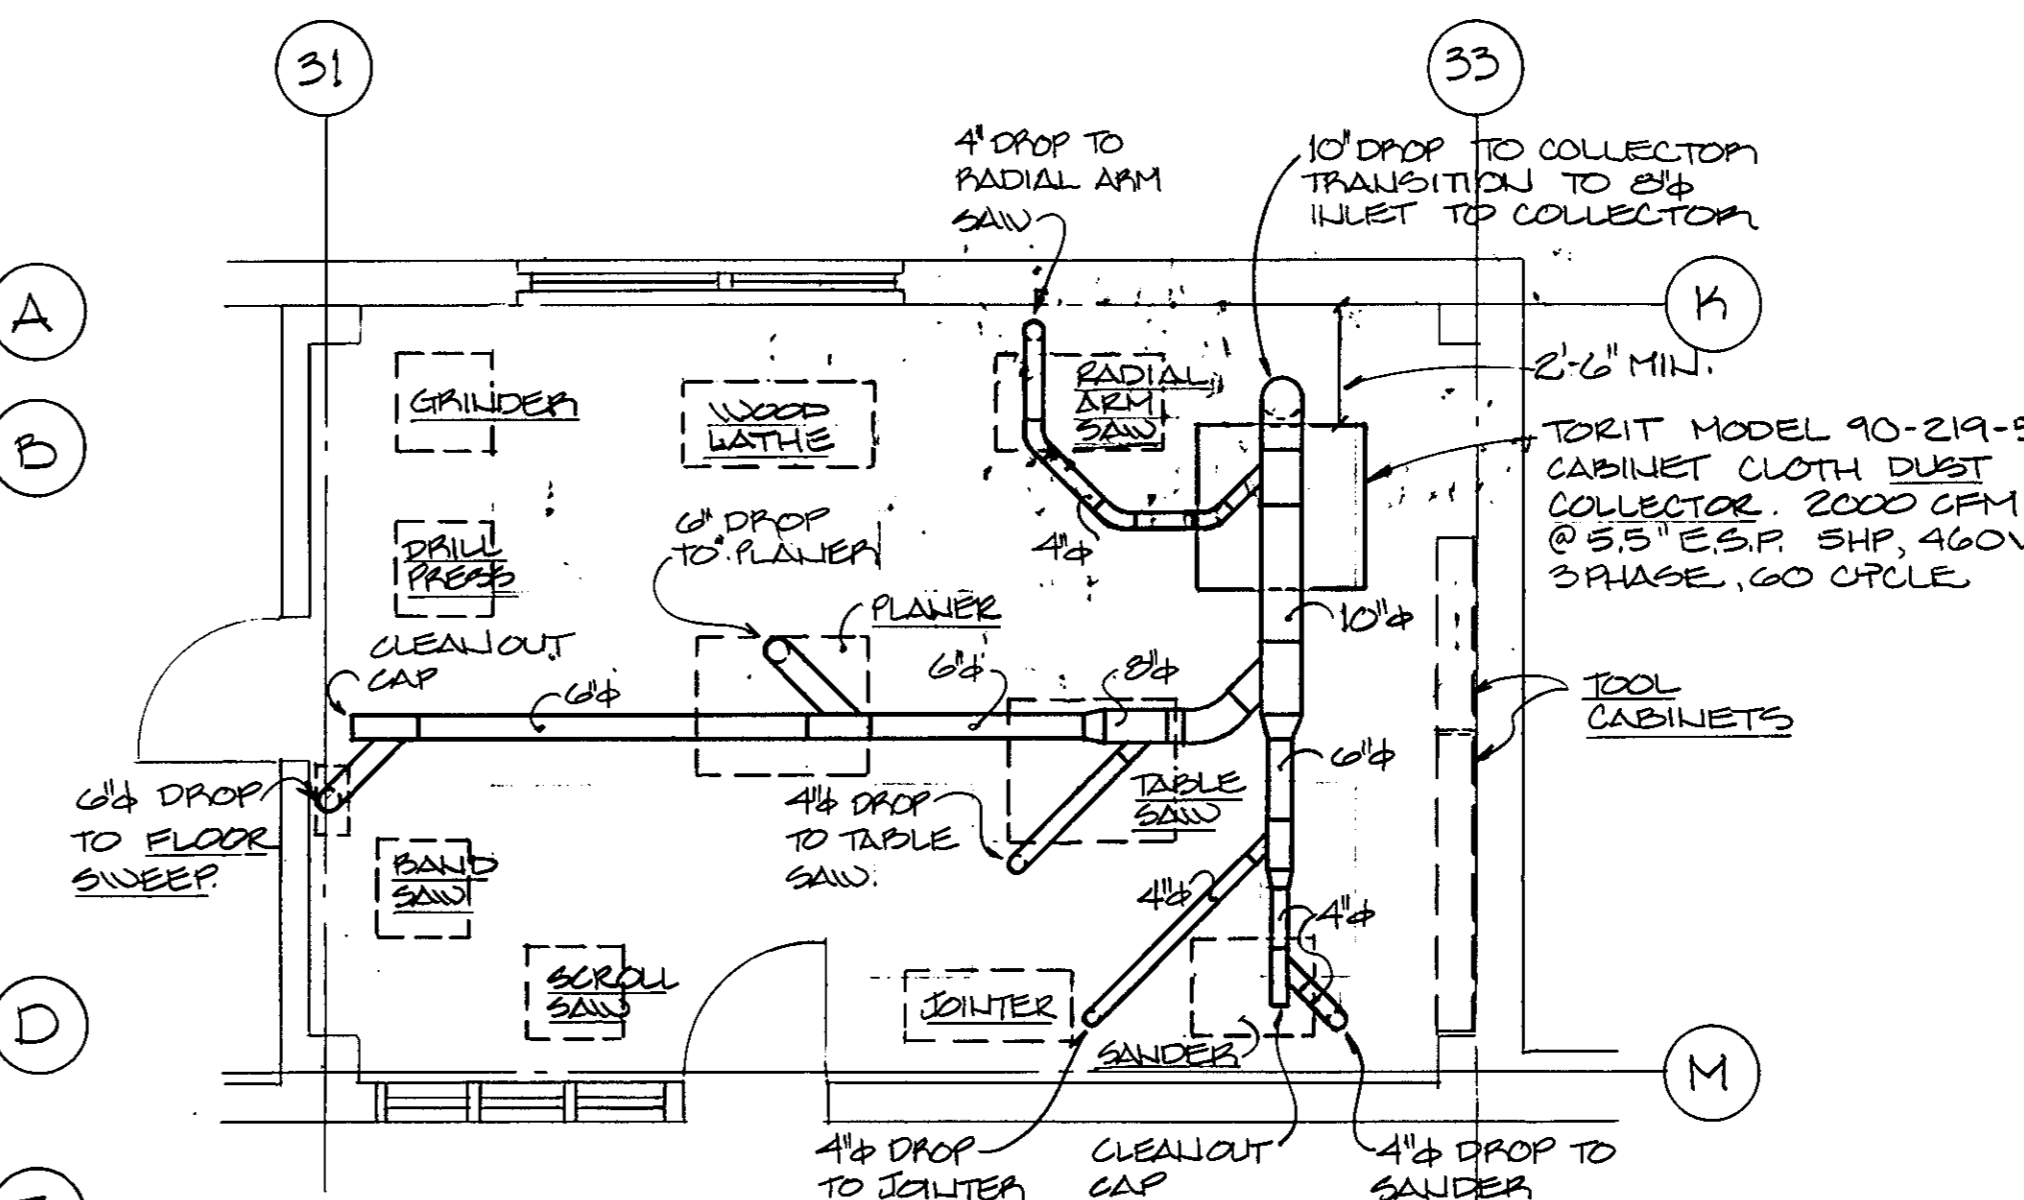 31
33
4" DROP TO
RADIAL ARM
SAW
10" DROP TO COLLECTOR
TRANSITION TO 8"φ
INLET TO COLLECTOR
A
K
B
2'-6" MIN.
GRINDER
WOOD
LATHE
RADIAL
ARM
SAW
TORIT MODEL 90-219-5
CABINET CLOTH DUST
COLLECTOR. 2000 CFM
@ 5.5" E.S.P. 5HP, 460V
3 PHASE, 60 CYCLE
DRILL
PRESS
6" DROP
TO PLANER
4"φ
PLANER
10"φ
CLEANOUT
CAP
6"φ
6"φ
8"φ
TOOL
CABINETS
6"φ DROP
TO FLOOR
SWEEP.
4"φ DROP
TO TABLE
SAW.
TABLE
SAW
6"φ
BAND
SAW
4"φ
4"φ
SCROLL
SAW
JOINTER
SANDER
D
M
4"φ DROP
TO JOINTER
CLEANOUT
CAP
4"φ DROP TO
SANDER